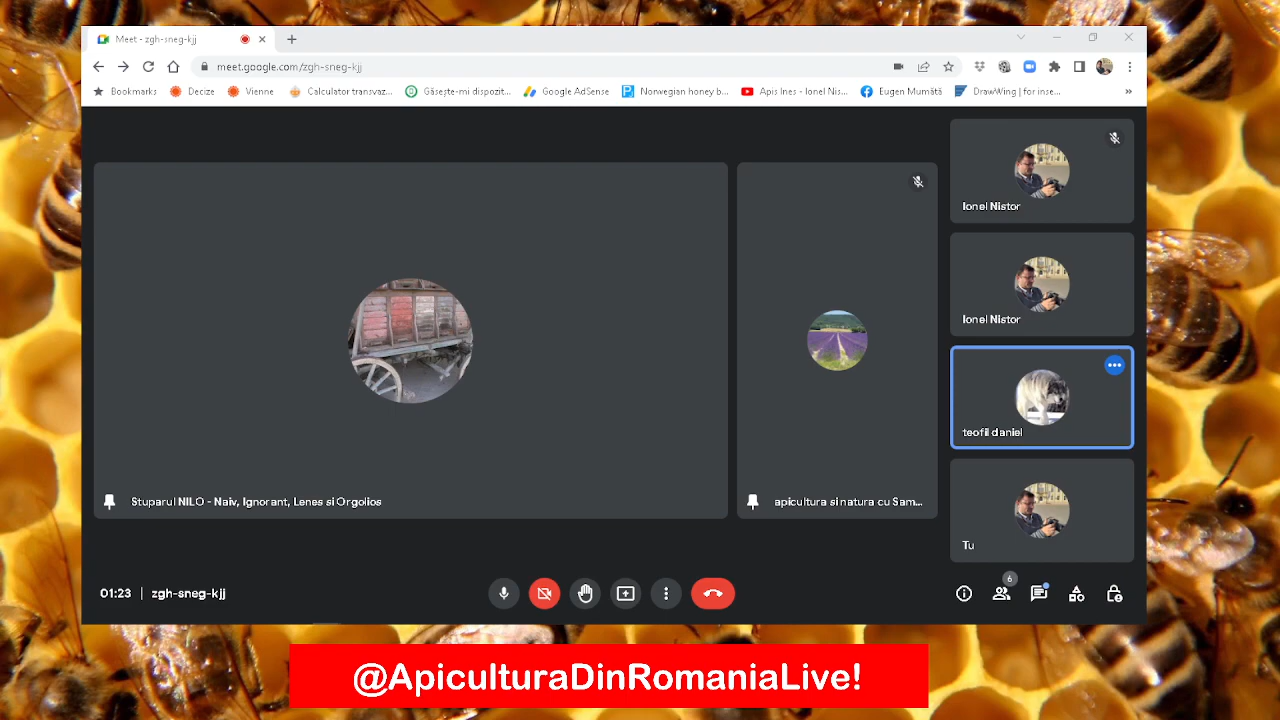 Meet - zgh-sneg-kjj
meet.google.com/zgh-sneg-kjj
Bookmarks Decize Vienne Calculator transvaz... Găsește-mi dispozit... Google AdSense Norwegian honey b... Apis Ines - Ionel Nis... Eugen Mumătă DrawWing | for inse... »
Ionel Nistor
Ionel Nistor
teofil daniel
Stuparul NILO - Naiv, Ignorant, Lenes si Orgolios
apicultura si natura cu Sam...
Tu
01:23 | zgh-sneg-kjj
6
@ApiculturaDinRomaniaLive!